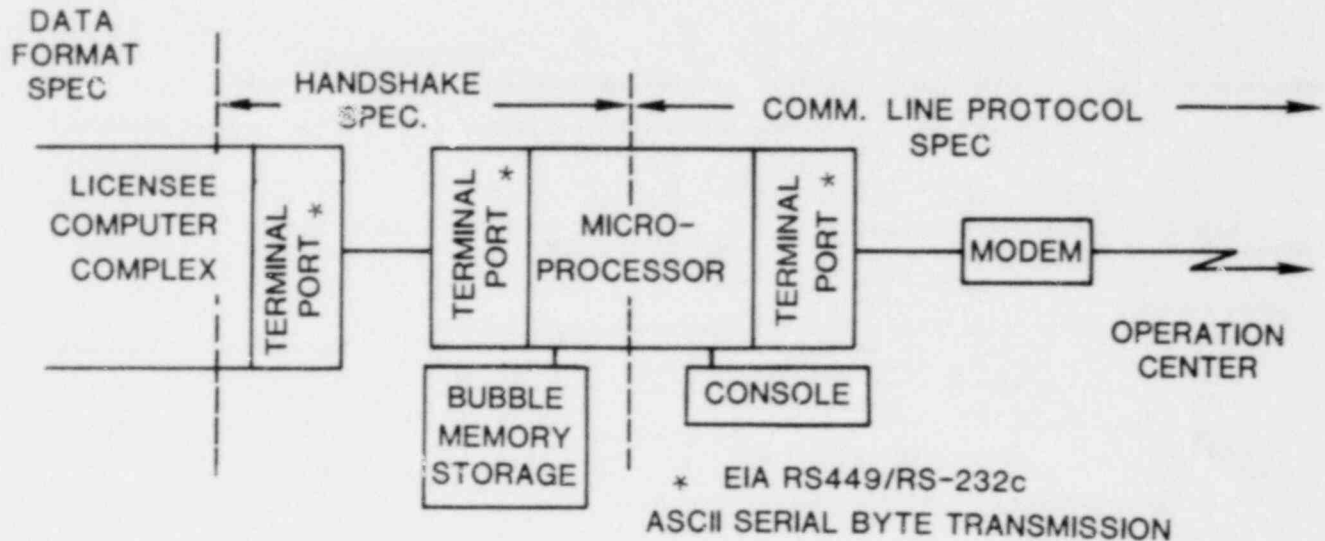 DATA
FORMAT
SPEC
HANDSHAKE
SPEC.
COMM. LINE PROTOCOL
SPEC
LICENSEE
COMPUTER
COMPLEX
TERMINAL
PORT *
TERMINAL
PORT *
MICRO-
PROCESSOR
TERMINAL
PORT *
MODEM
OPERATION
CENTER
BUBBLE
MEMORY
STORAGE
CONSOLE
* EIA RS449/RS-232c
ASCII SERIAL BYTE TRANSMISSION